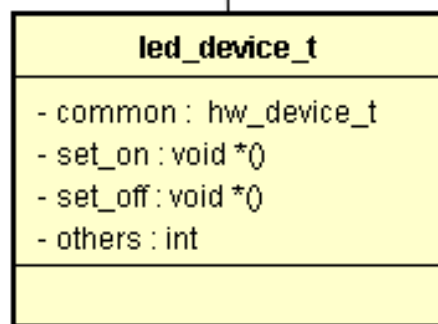 led_device_t
- common : hw_device_t
- set_on : void *()
- set_off : void *()
- others : int